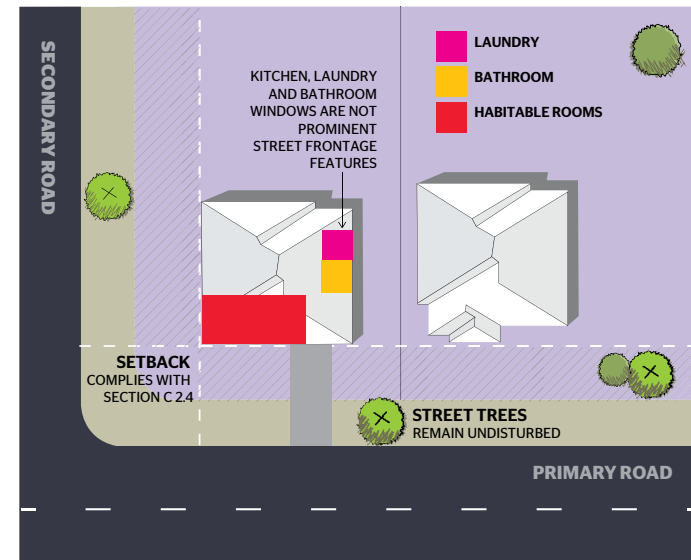 SECONDARY ROAD
KITCHEN, LAUNDRY
AND BATHROOM
WINDOWS ARE NOT
PROMINENT
STREET FRONTAGE
FEATURES
LAUNDRY
BATHROOM
HABITABLE ROOMS
SETBACK
COMPLIES WITH
SECTION C 2.4
STREET TREES
REMAIN UNDISTURBED
PRIMARY ROAD